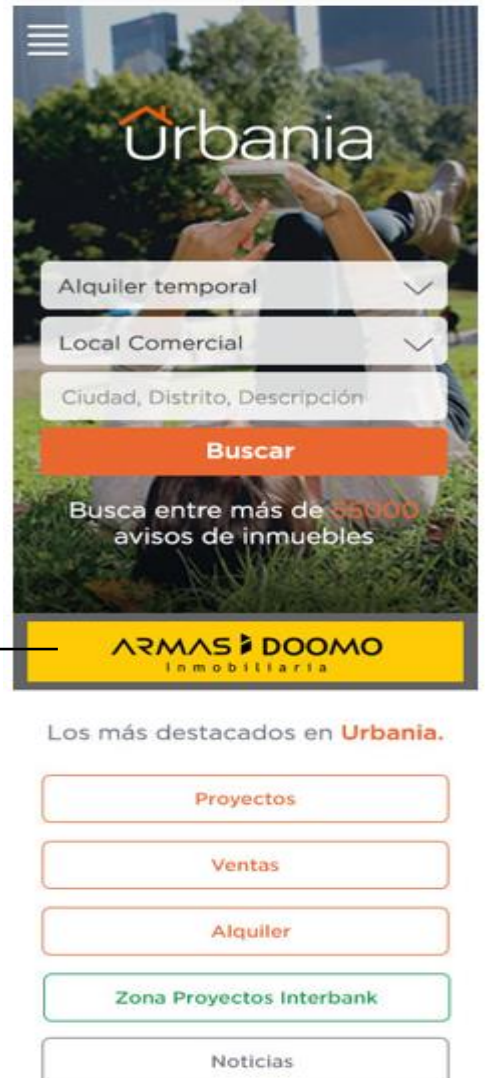 urbania
Alquiler temporal
Local Comercial
Ciudad, Distrito, Descripción
Buscar
Busca entre más de 55000
avisos de inmuebles
ARMAS DOOMO
Inmobiliaria
Los más destacados en Urbania.
Proyectos
Ventas
Alquiler
Zona Proyectos Interbank
Noticias